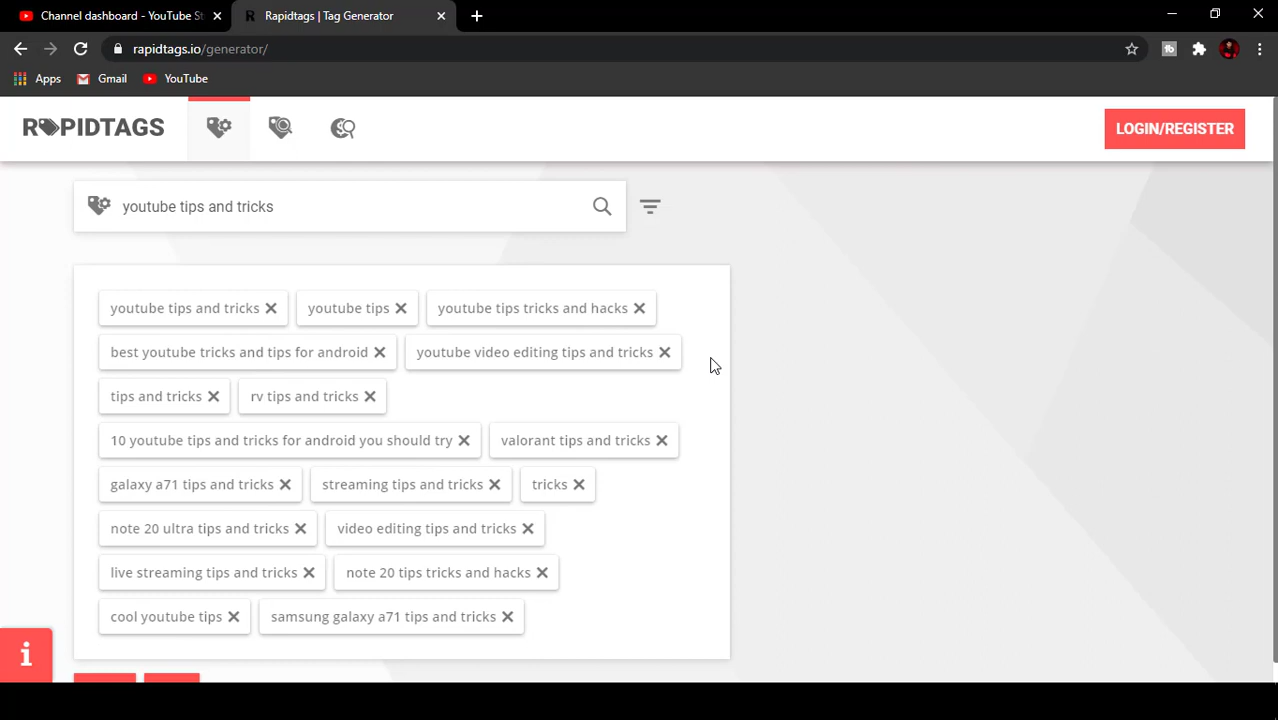 Channel dashboard - YouTube St
Rapidtags | Tag Generator
rapidtags.io/generator/
Apps Gmail YouTube
RAPIDTAGS
LOGIN/REGISTER
youtube tips and tricks
youtube tips and tricks youtube tips youtube tips tricks and hacks
best youtube tricks and tips for android youtube video editing tips and tricks
tips and tricks rv tips and tricks
10 youtube tips and tricks for android you should try valorant tips and tricks
galaxy a71 tips and tricks streaming tips and tricks tricks
note 20 ultra tips and tricks video editing tips and tricks
live streaming tips and tricks note 20 tips tricks and hacks
cool youtube tips samsung galaxy a71 tips and tricks
i